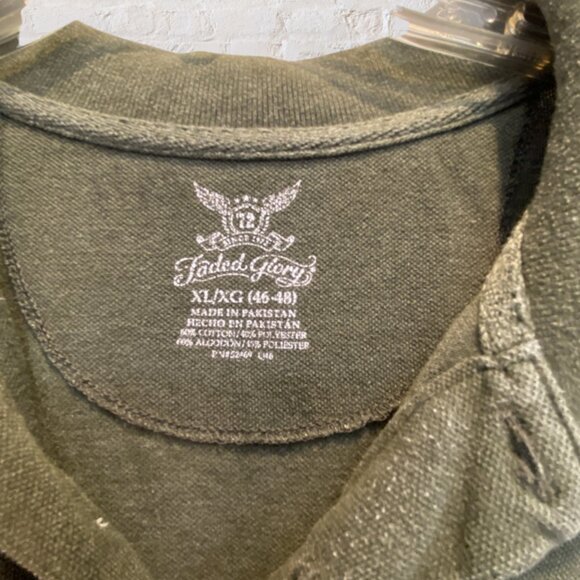 72
SINCE 1972
Faded Glory
XL/XG (46-48)
MADE IN PAKISTAN
HECHO EN PAKISTÁN
60% COTTON/40% POLYESTER
60% ALGODÓN/40% POLIESTER